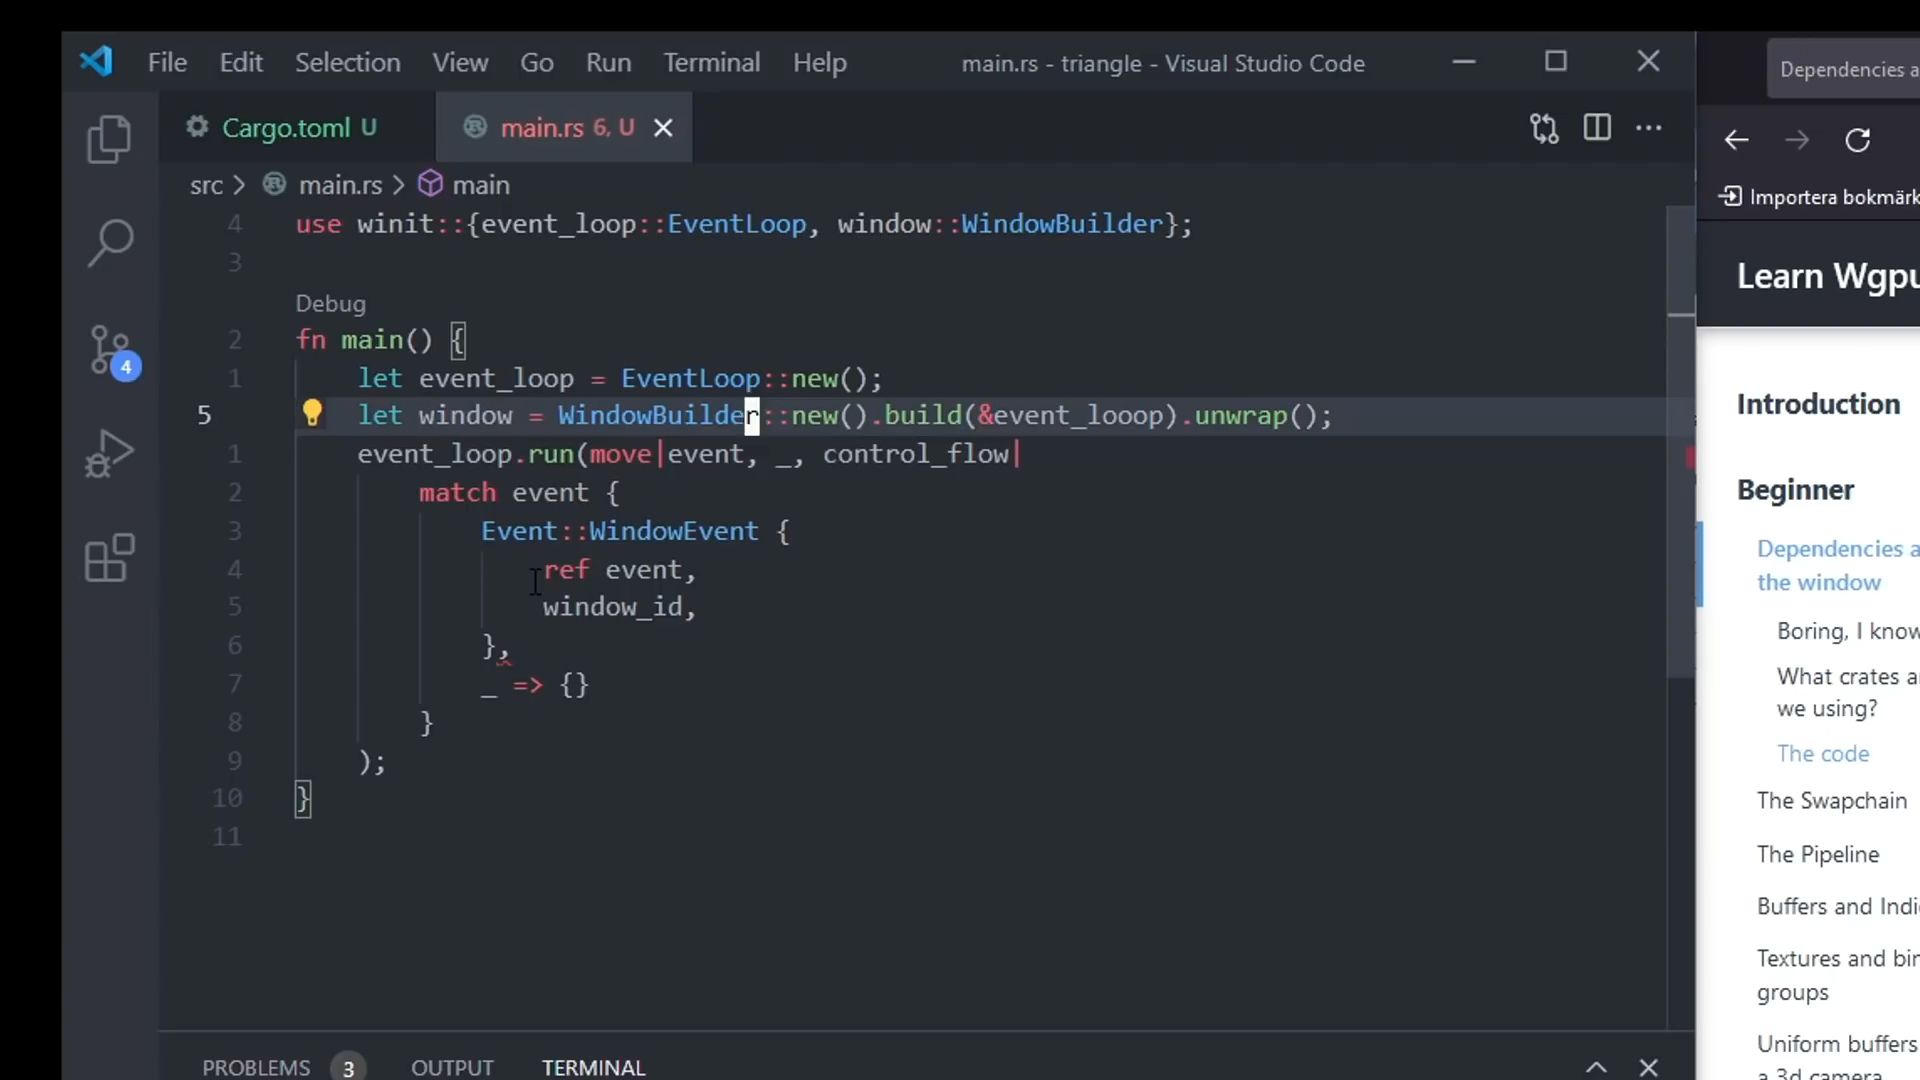 File Edit Selection View Go Run Terminal Help main.rs - triangle - Visual Studio Code
Cargo.toml U main.rs 6, U
src > main.rs > main
4 use winit::{event_loop::EventLoop, window::WindowBuilder};
3
Debug
2 fn main() {
1 let event_loop = EventLoop::new();
5 let window = WindowBuilder::new().build(&event_looop).unwrap();
1 event_loop.run(move|event, _, control_flow|
2 match event {
3 Event::WindowEvent {
4 ref event,
5 window_id,
6 },
7 _ => {}
8 }
9 );
10 }
11
4
PROBLEMS 3 OUTPUT TERMINAL
Dependencies a
Importera bokmärk
Learn Wgpu
Introduction
Beginner
Dependencies a
the window
Boring, I know
What crates a
we using?
The code
The Swapchain
The Pipeline
Buffers and Indi
Textures and bin
groups
Uniform buffers
a 3d camera